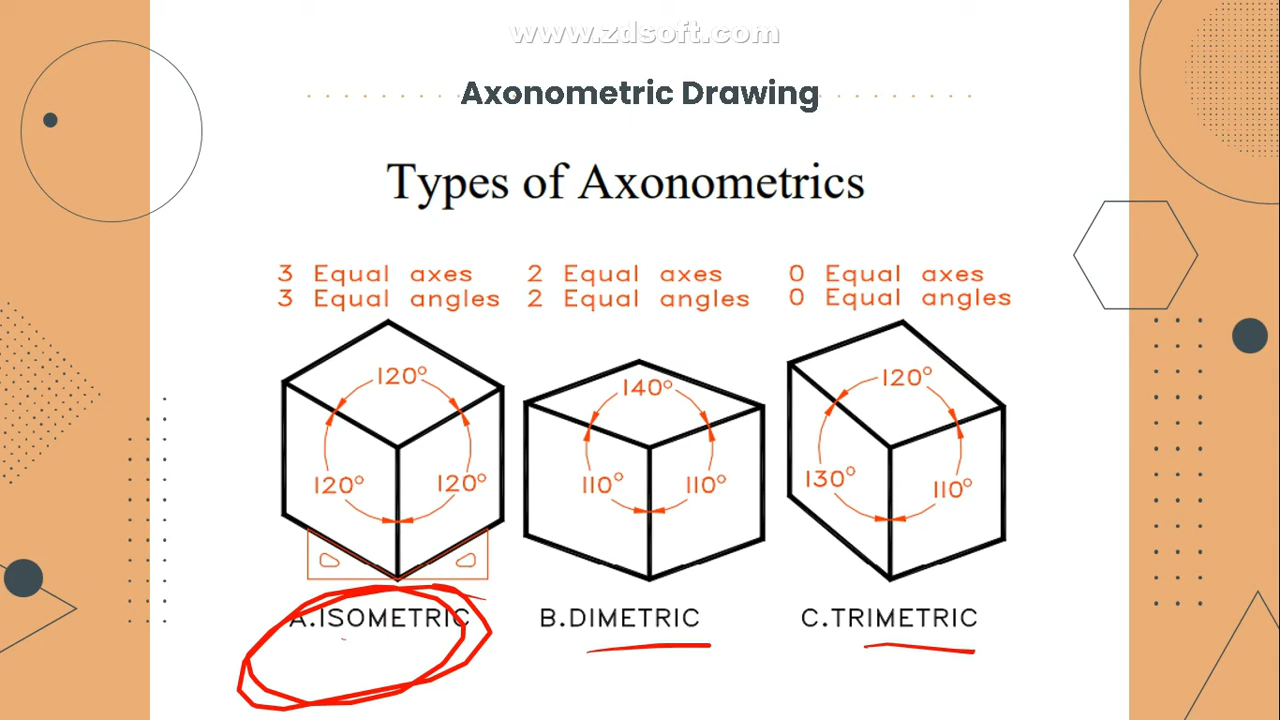 www.zdsoft.com
Axonometric Drawing
Types of Axonometrics
3 Equal axes
3 Equal angles
2 Equal axes
2 Equal angles
0 Equal axes
0 Equal angles
120°
120°
120°
140°
110°
110°
120°
130°
110°
A.ISOMETRIC
B.DIMETRIC
C.TRIMETRIC